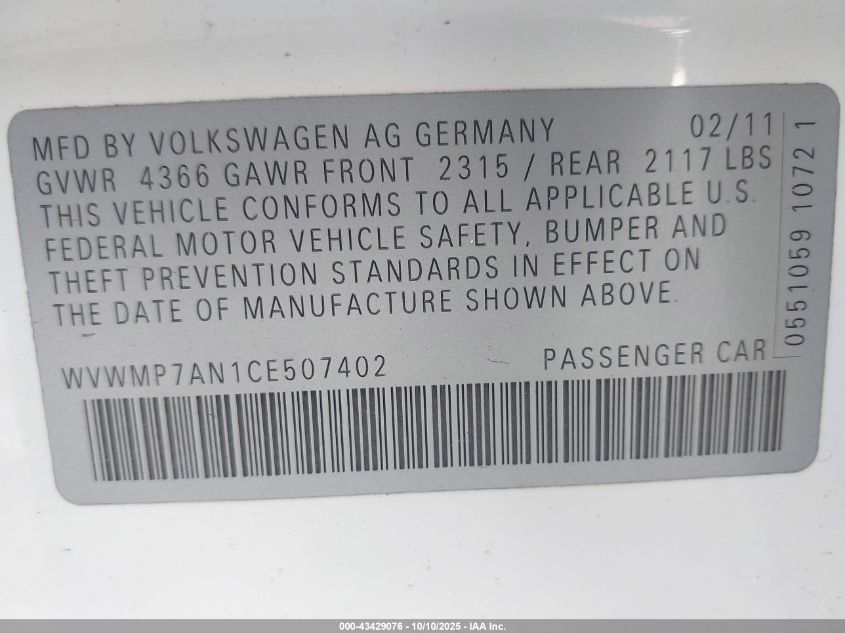 MFD BY VOLKSWAGEN AG GERMANY 02/11
GVWR 4366 GAWR FRONT 2315 / REAR 2117 LBS
THIS VEHICLE CONFORMS TO ALL APPLICABLE U.S.
FEDERAL MOTOR VEHICLE SAFETY, BUMPER AND
THEFT PREVENTION STANDARDS IN EFFECT ON
THE DATE OF MANUFACTURE SHOWN ABOVE.
WVWMP7AN1CE507402 PASSENGER CAR
0551059 1072 1
000-43429076 - 10/10/2025 - IAA Inc.